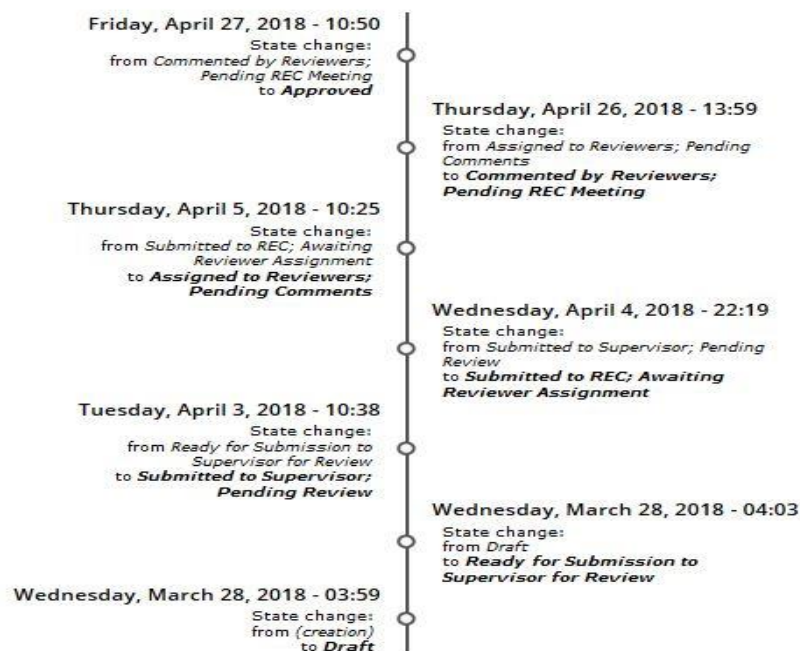 Friday, April 27, 2018 - 10:50
State change:
from Commented by Reviewers;
Pending REC Meeting
to Approved
Thursday, April 26, 2018 - 13:59
State change:
from Assigned to Reviewers; Pending
Comments
to Commented by Reviewers;
Pending REC Meeting
Thursday, April 5, 2018 - 10:25
State change:
from Submitted to REC; Awaiting
Reviewer Assignment
to Assigned to Reviewers;
Pending Comments
Wednesday, April 4, 2018 - 22:19
State change:
from Submitted to Supervisor; Pending
Review
to Submitted to REC; Awaiting
Reviewer Assignment
Tuesday, April 3, 2018 - 10:38
State change:
from Ready for Submission to
Supervisor for Review
to Submitted to Supervisor;
Pending Review
Wednesday, March 28, 2018 - 04:03
State change:
from Draft
to Ready for Submission to
Supervisor for Review
Wednesday, March 28, 2018 - 03:59
State change:
from (creation)
to Draft